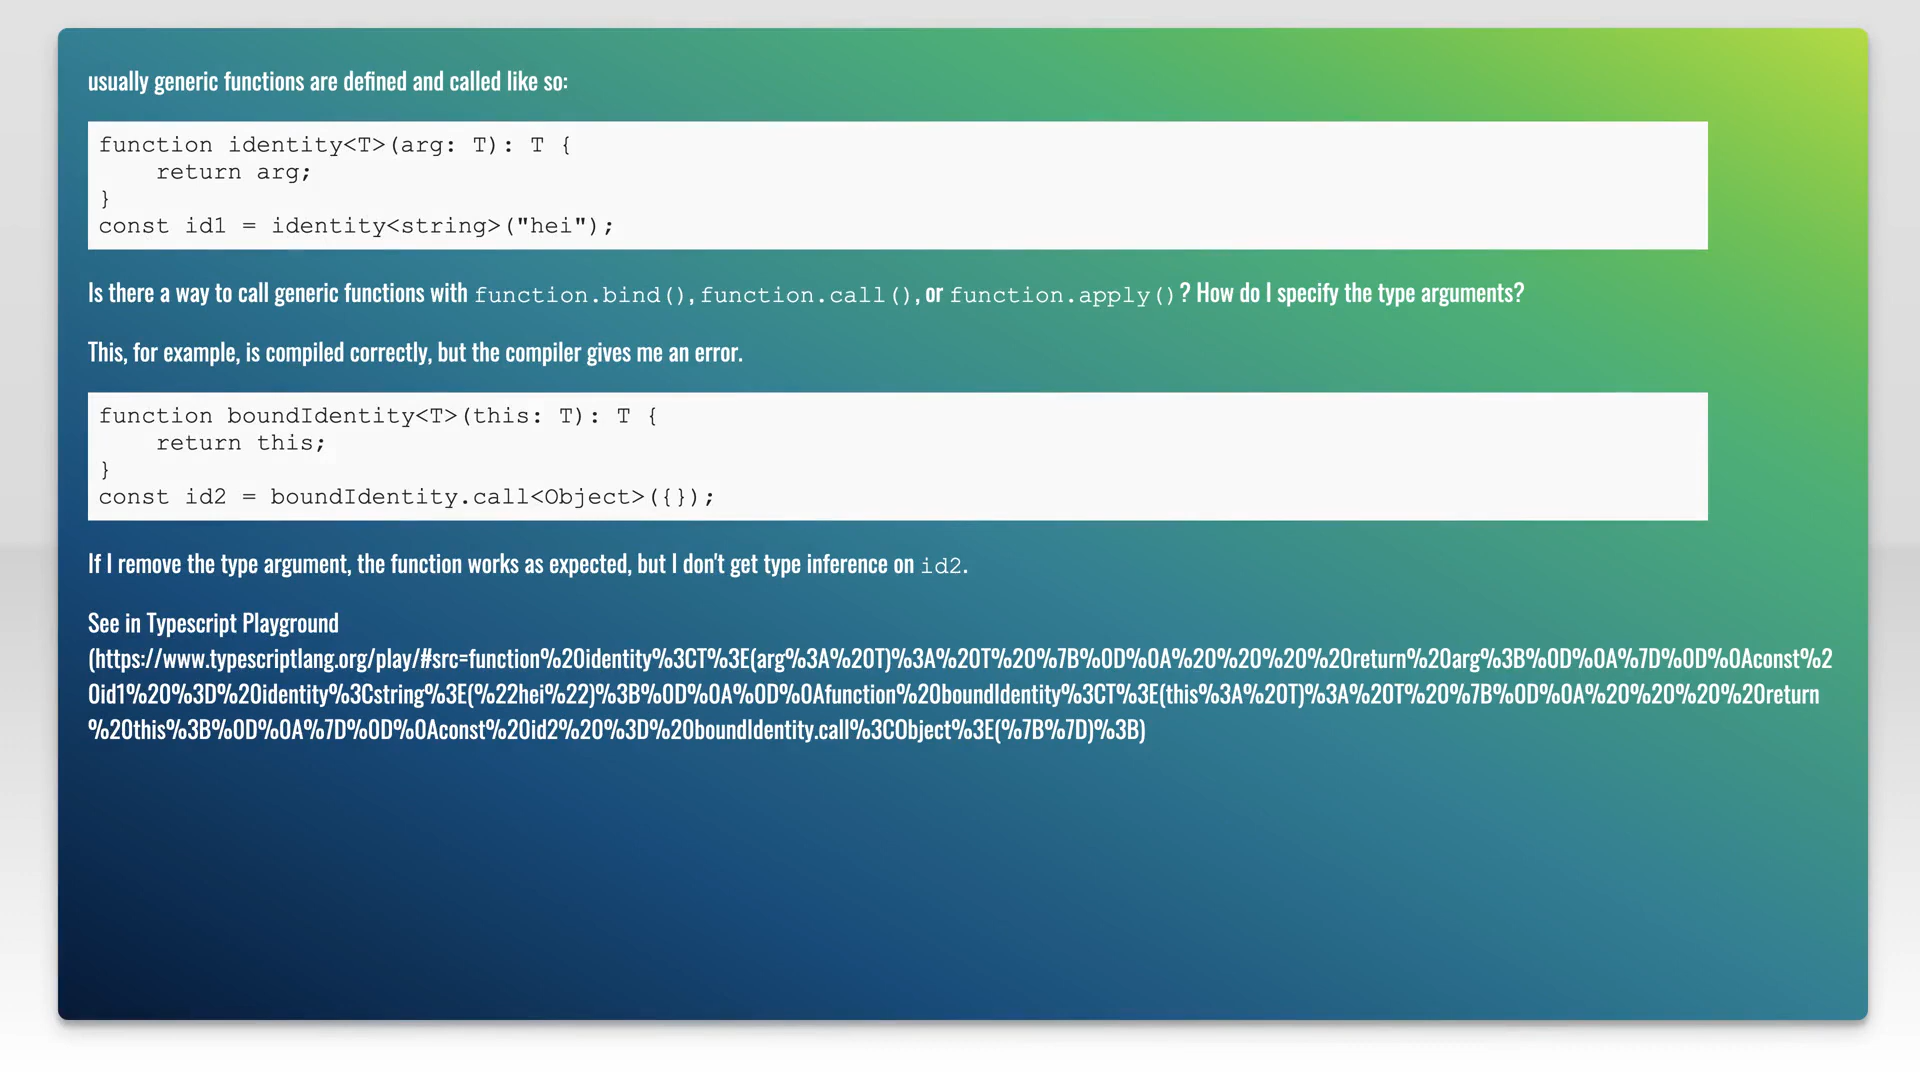 usually generic functions are defined and called like so:
function identity<T>(arg: T): T {
    return arg;
}
const id1 = identity<string>("hei");
Is there a way to call generic functions with function.bind(), function.call(), or function.apply()? How do I specify the type arguments?
This, for example, is compiled correctly, but the compiler gives me an error.
function boundIdentity<T>(this: T): T {
    return this;
}
const id2 = boundIdentity.call<Object>({});
If I remove the type argument, the function works as expected, but I don't get type inference on id2.
See in Typescript Playground
(https://www.typescriptlang.org/play/#src=function%20identity%3CT%3E(arg%3A%20T)%3A%20T%20%7B%0D%0A%20%20%20%20return%20arg%3B%0D%0A%7D%0D%0Aconst%2
0id1%20%3D%20identity%3Cstring%3E(%22hei%22)%3B%0D%0A%0D%0Afunction%20boundIdentity%3CT%3E(this%3A%20T)%3A%20T%20%7B%0D%0A%20%20%20%20return
%20this%3B%0D%0A%7D%0D%0Aconst%20id2%20%3D%20boundIdentity.call%3CObject%3E(%7B%7D)%3B)